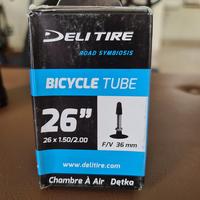 DELI TIRE
ROAD SYMBIOSIS
BICYCLE TUBE
26”
26 x 1.50/2.00
F/V 36 mm
www.delitire.com
Chambre À Air Dętka